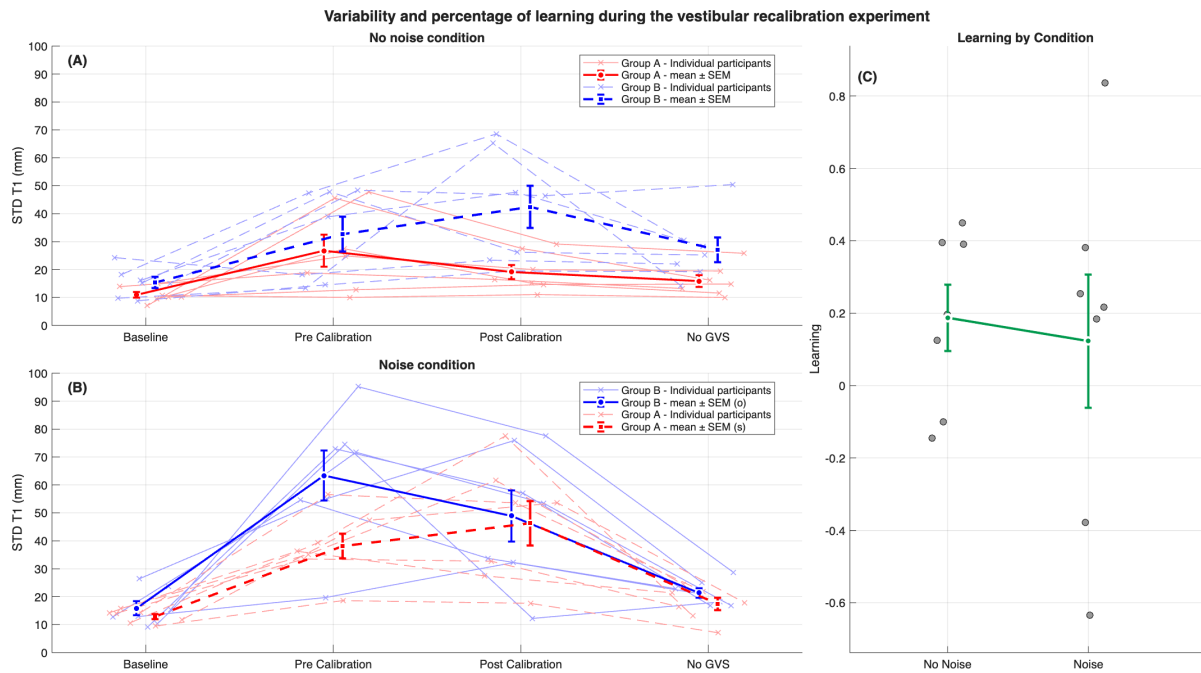 Variability and percentage of learning during the vestibular recalibration experiment
No noise condition
(A)
Group A - Individual participants
Group A - mean ± SEM
Group B - Individual participants
Group B - mean ± SEM
STD T1 (mm)
100
90
80
70
60
50
40
30
20
10
0
Baseline
Pre Calibration
Post Calibration
No GVS
Noise condition
(B)
Group B - Individual participants
Group B - mean ± SEM (o)
Group A - Individual participants
Group A - mean ± SEM (s)
STD T1 (mm)
100
90
80
70
60
50
40
30
20
10
0
Baseline
Pre Calibration
Post Calibration
No GVS
Learning by Condition
(C)
Learning
0.8
0.6
0.4
0.2
0
-0.2
-0.4
-0.6
No Noise
Noise